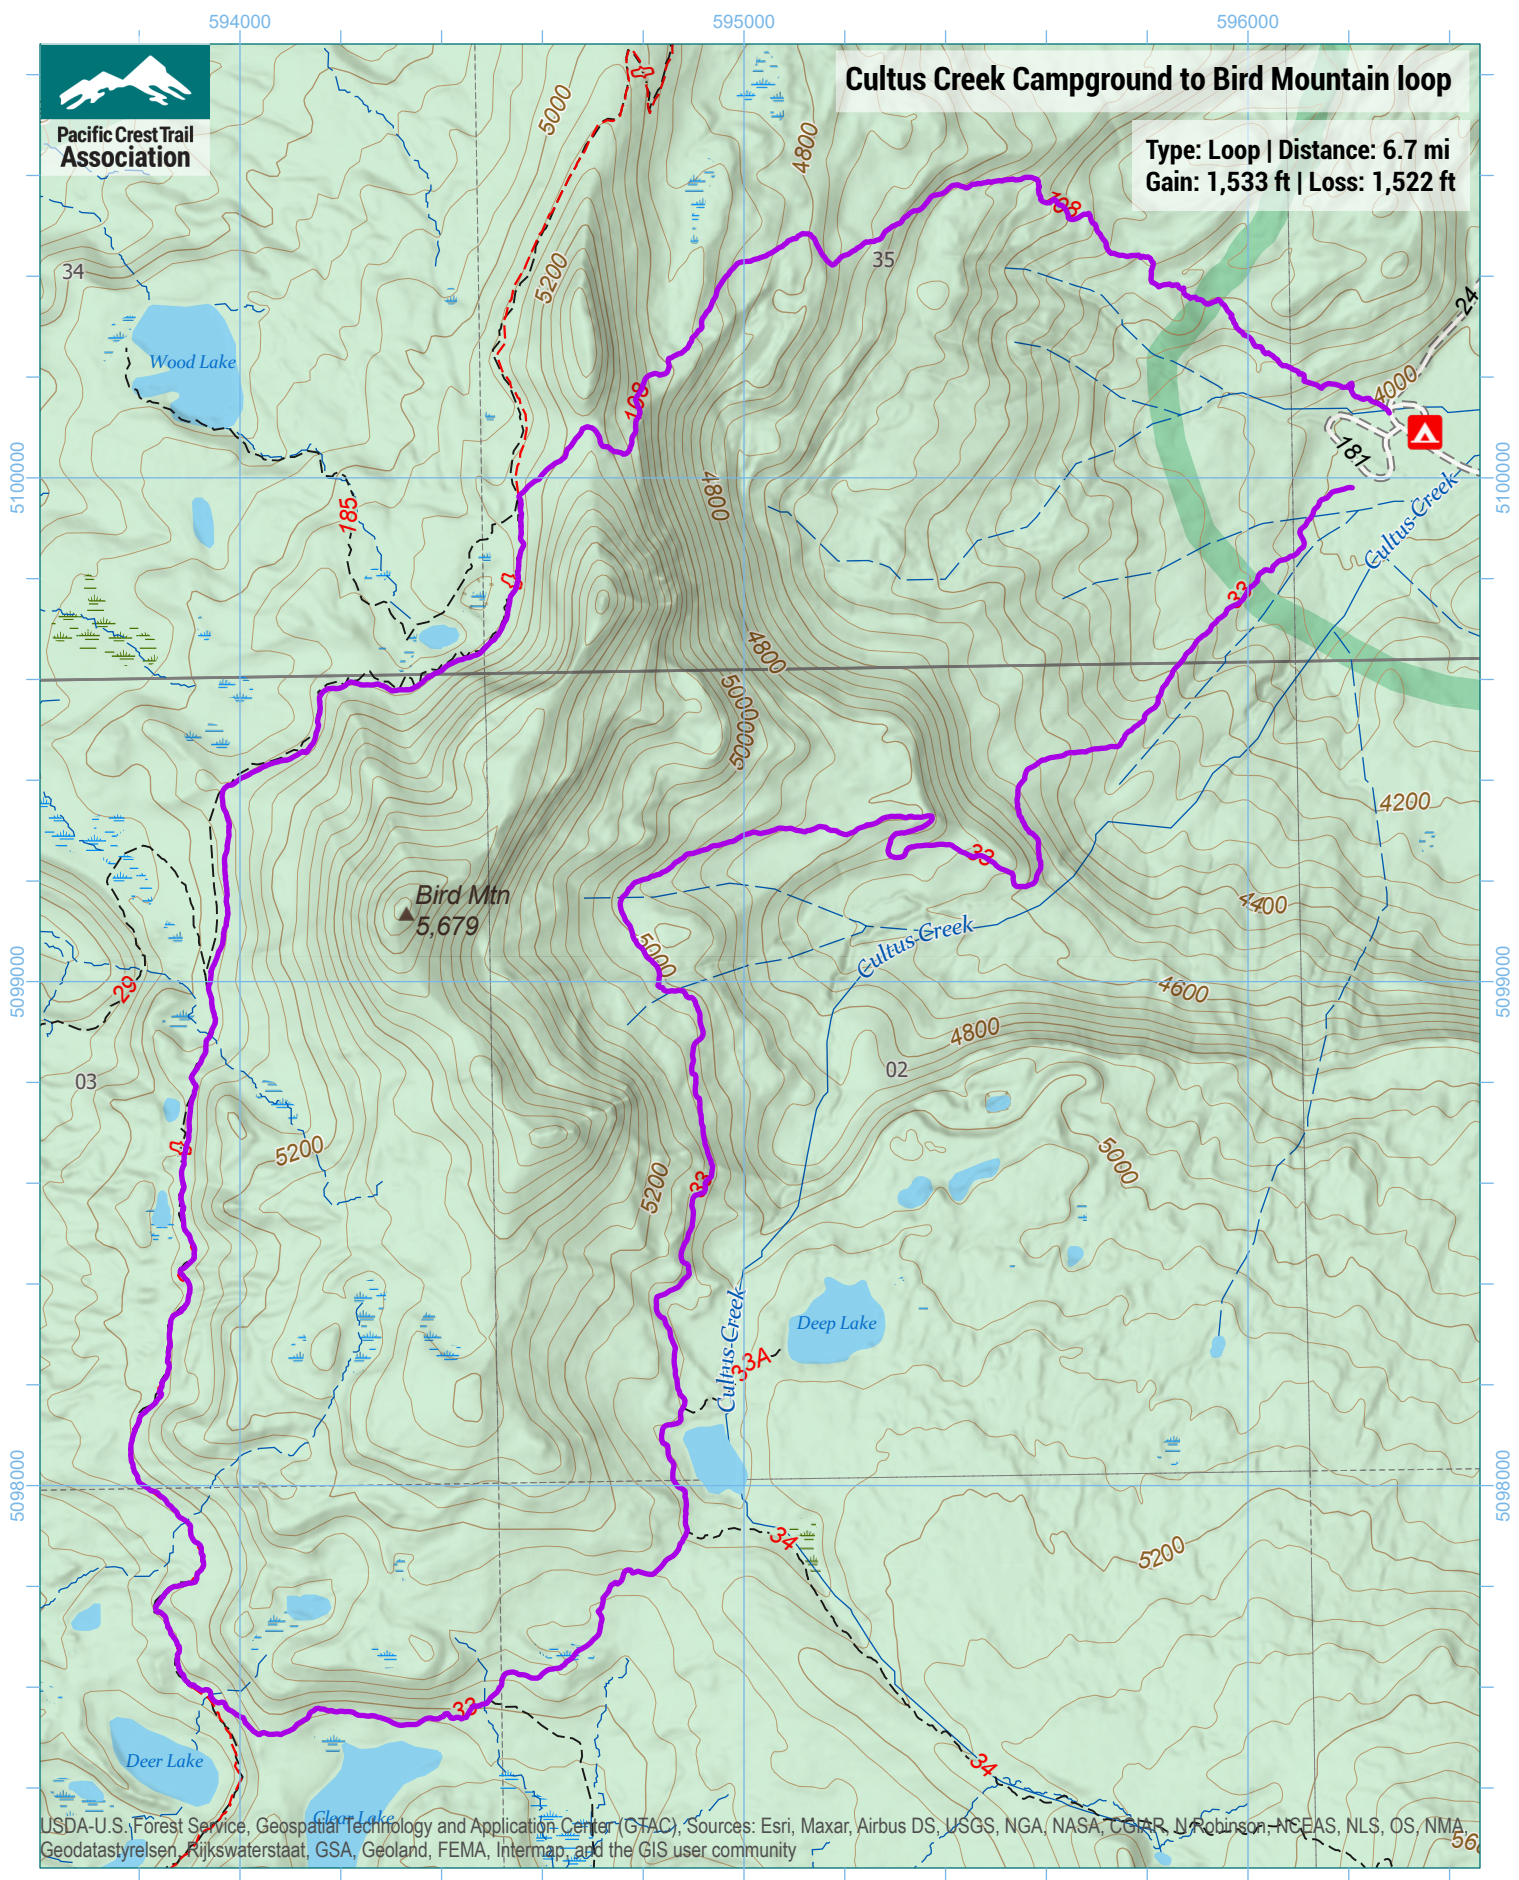 594000
595000
596000
Pacific Crest Trail
Association
Cultus Creek Campground to Bird Mountain loop
Type: Loop | Distance: 6.7 mi
Gain: 1,533 ft | Loss: 1,522 ft
5000
4800
108
34
5200
35
24
Wood Lake
108
4000
181
5100000
185
4800
Cultus Creek
5100000
33
4800
5000
5000
4200
33
Bird Mtn
5,679
4400
Cultus Creek
5000
5099000
29
4600
5099000
4800
03
02
5200
5000
5200
33
Cultus Creek
Deep Lake
33A
5098000
5098000
34
5200
33
Deer Lake
34
Clear Lake
USDA-U.S. Forest Service, Geospatial Technology and Application Center (GTAC), Sources: Esri, Maxar, Airbus DS, USGS, NGA, NASA, CGIAR, N Robinson, NCEAS, NLS, OS, NMA,
Geodatastyrelsen, Rijkswaterstaat, GSA, Geoland, FEMA, Intermap, and the GIS user community